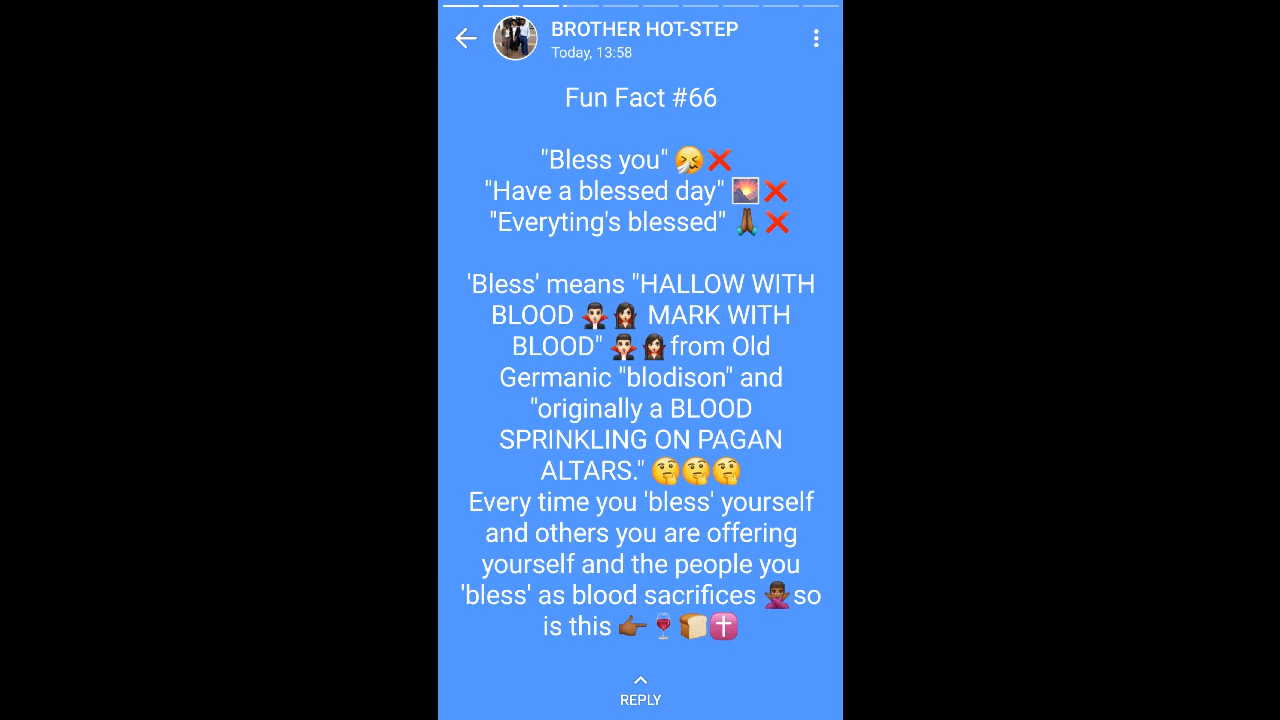 BROTHER HOT-STEP
Today, 13:58
Fun Fact #66
"Bless you" 🤧❌
"Have a blessed day" 🌄❌
"Everyting's blessed" 🙏🏾❌
'Bless' means "HALLOW WITH
BLOOD 🧛🏻‍♂️🧛🏻‍♀️ MARK WITH
BLOOD" 🧛🏻‍♂️🧛🏻‍♀️from Old
Germanic "blodison" and
"originally a BLOOD
SPRINKLING ON PAGAN
ALTARS." 🤔🤔🤔
Every time you 'bless' yourself
and others you are offering
yourself and the people you
'bless' as blood sacrifices 🙅🏾‍♂️so
is this 👉🏾🍷🍞✝️
REPLY